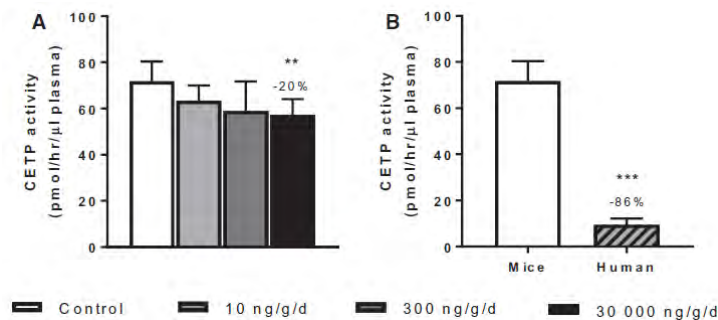 A
CETP activity
(pmol/hr/μl plasma)
100
80
60
40
20
0
**
-20%
B
CETP activity
(pmol/hr/μl plasma)
100
80
60
40
20
0
***
-86%
Mice Human
Control 10 ng/g/d 300 ng/g/d 30 000 ng/g/d